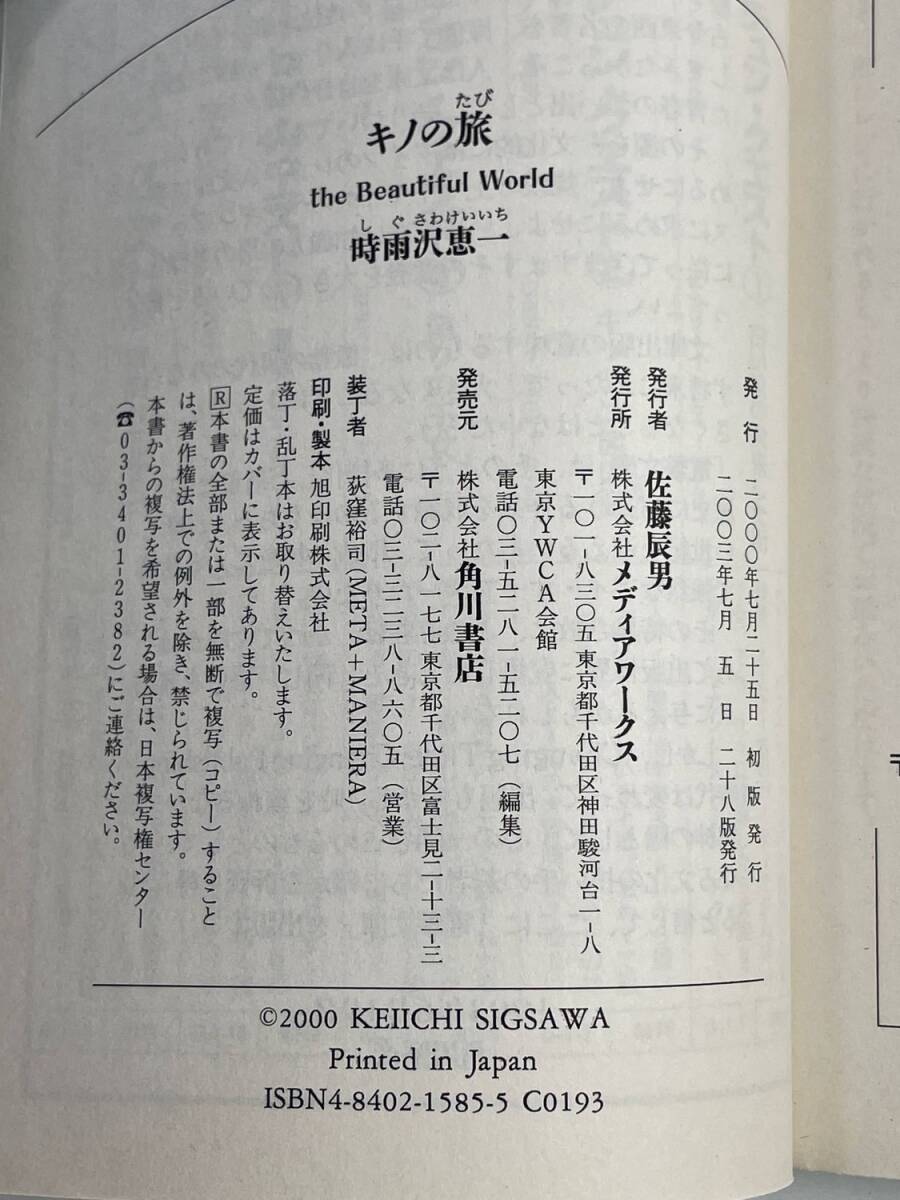 キノの旅
たび
the Beautiful World
しぐさわけいいち
時雨沢恵一
発行 二〇〇〇年七月二十五日 初版発行
二〇〇三年七月 五 日 二十八版発行
発行者 佐藤辰男
発行所 株式会社メディアワークス
〒一〇一-八三〇五 東京都千代田区神田駿河台一-八
東京YWCA会館
電話〇三-五二八一-五二〇七(編集)
発売元 株式会社角川書店
〒一〇二-八一七七 東京都千代田区富士見二-十三-三
電話〇三-三二三八-八六〇五(営業)
装丁者 荻窪裕司(META+MANIERA)
印刷・製本 旭印刷株式会社
落丁・乱丁本はお取り替えいたします。
定価はカバーに表示してあります。
R本書の全部または一部を無断で複写(コピー)すること
は、著作権法上での例外を除き、禁じられています。
本書からの複写を希望される場合は、日本複写権センター
(☎03-3401-2382)にご連絡ください。
©2000 KEIICHI SIGSAWA
Printed in Japan
ISBN4-8402-1585-5 C0193